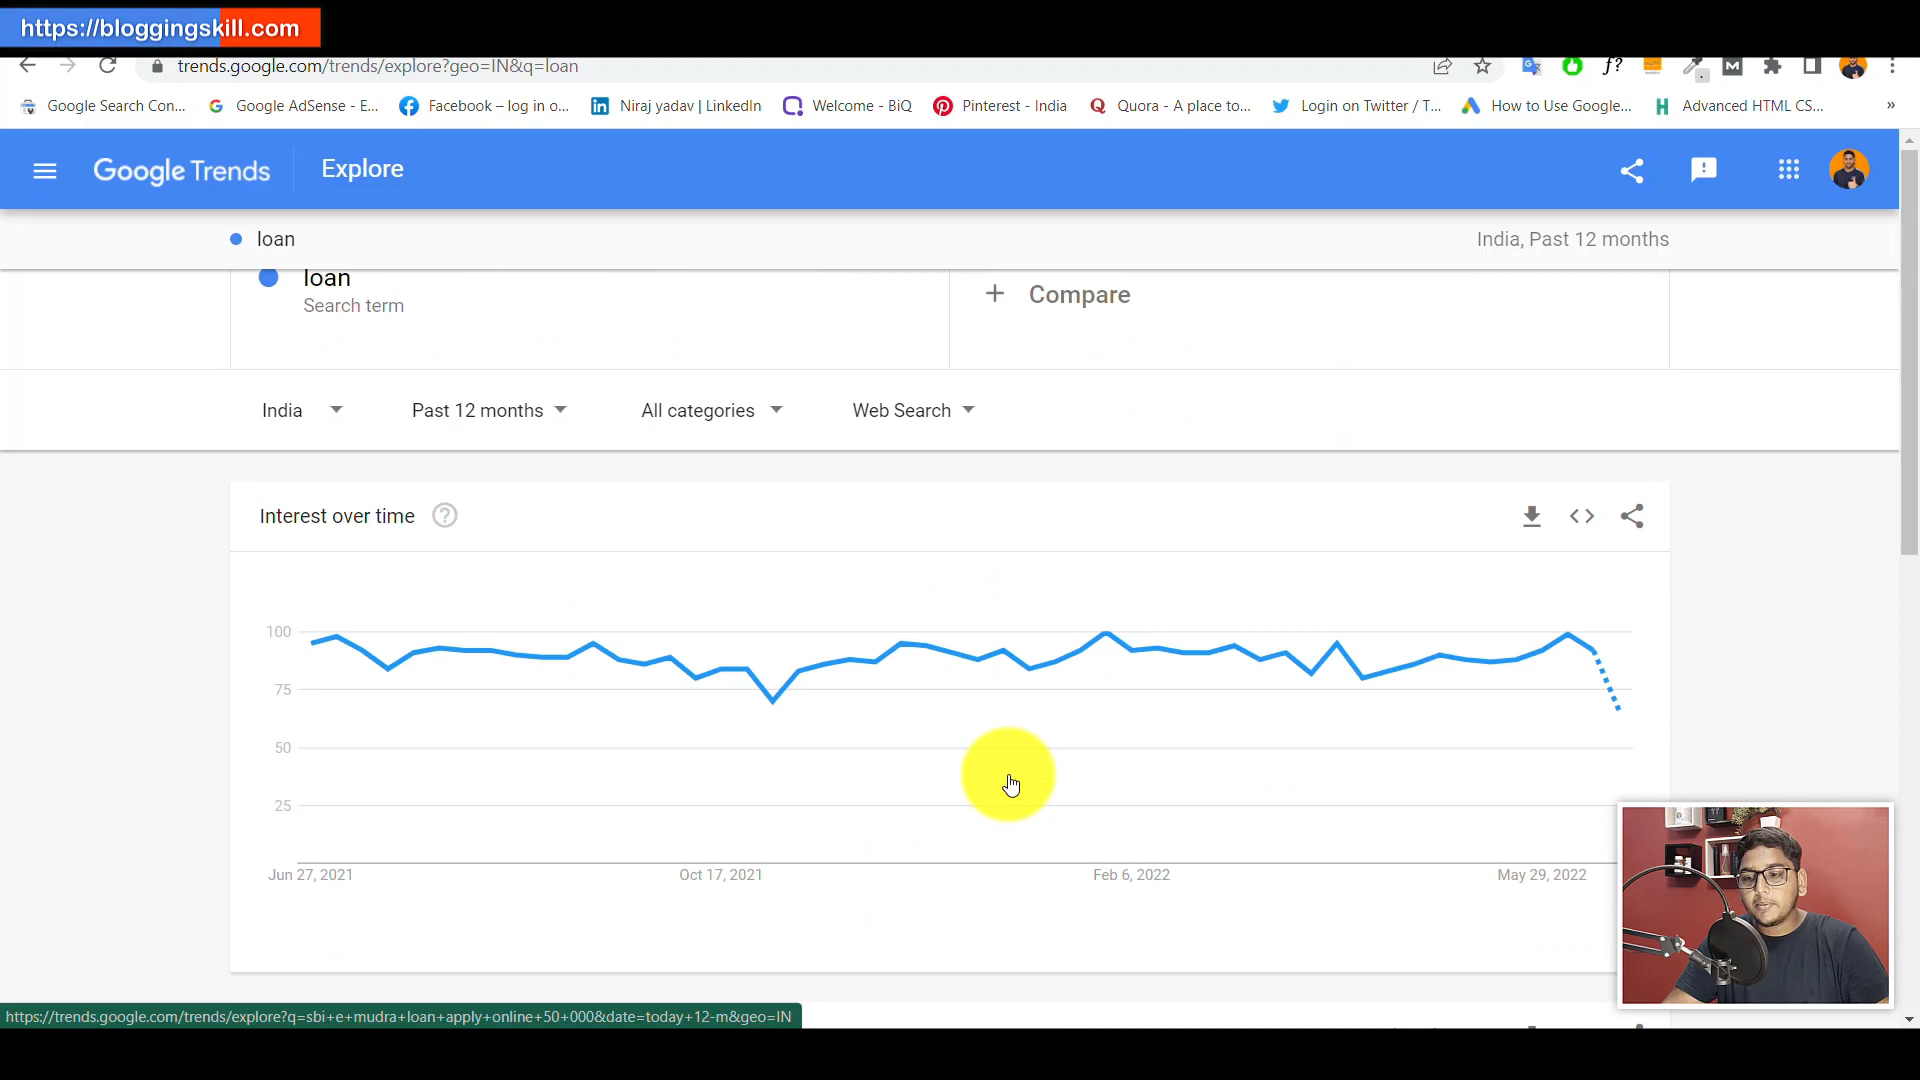 https://bloggingskill.com
trends.google.com/trends/explore?geo=IN&q=loan
Google Search Con...
Google AdSense - E...
Facebook – log in o...
Niraj yadav | LinkedIn
Welcome - BiQ
Pinterest - India
Quora - A place to...
Login on Twitter / T...
How to Use Google...
Advanced HTML CS...
»
Google Trends
Explore
loan
India, Past 12 months
loan
Search term
+ Compare
India
Past 12 months
All categories
Web Search
Interest over time
100
75
50
25
Jun 27, 2021
Oct 17, 2021
Feb 6, 2022
May 29, 2022
https://trends.google.com/trends/explore?q=sbi+e+mudra+loan+apply+online+50+000&date=today+12-m&geo=IN